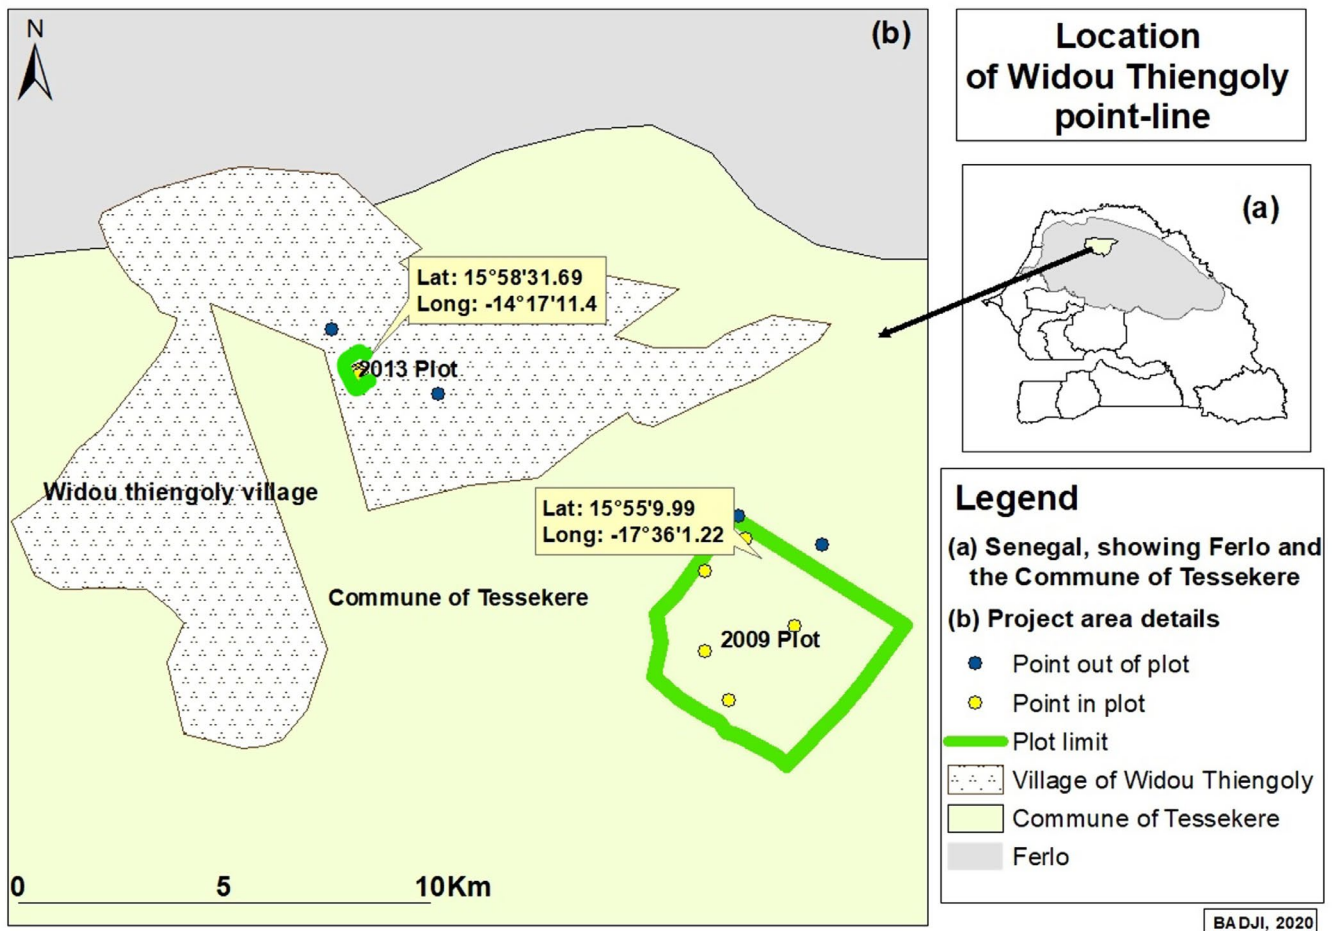 N
(b)
Location
of Widou Thiengoly
point-line
(a)
Lat: 15°58'31.69
Long: -14°17'11.4
2013 Plot
Widou thiengoly village
Lat: 15°55'9.99
Long: -17°36'1.22
Commune of Tessekere
2009 Plot
0 5 10Km
Legend
(a) Senegal, showing Ferlo and
the Commune of Tessekere
(b) Project area details
Point out of plot
Point in plot
Plot limit
Village of Widou Thiengoly
Commune of Tessekere
Ferlo
BADJI, 2020